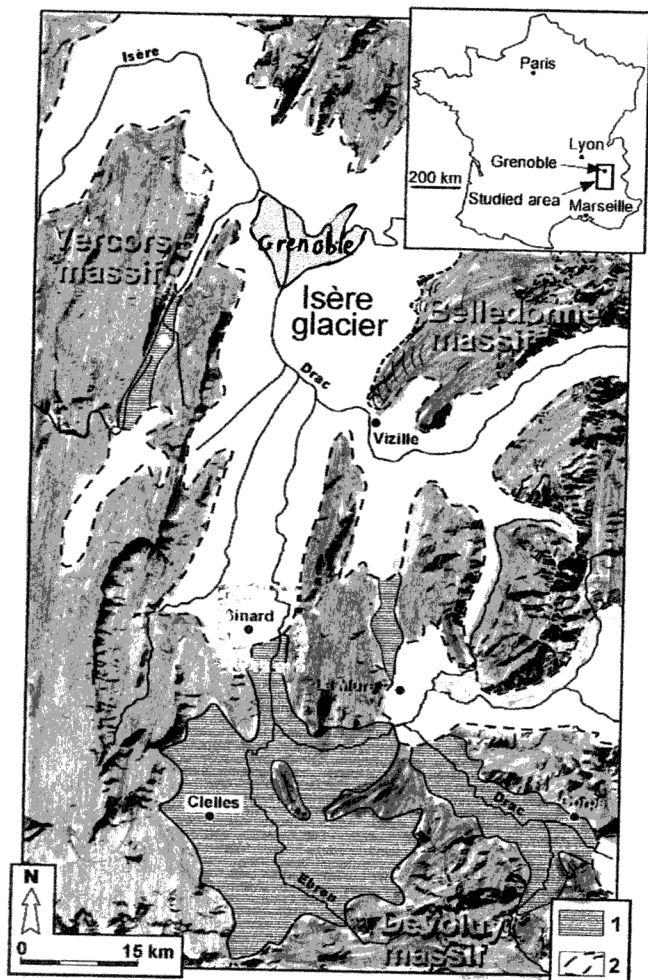 Isère
Paris
Lyon
Grenoble
200 km
Studied area
Marseille
Grenoble
Vercors
massif
Isère
glacier
Belledonne
massif
Drac
Vizille
Sinard
La Mure
Clelles
Drac
Ebron
Dévoluy
massif
N
0 15 km
1
2